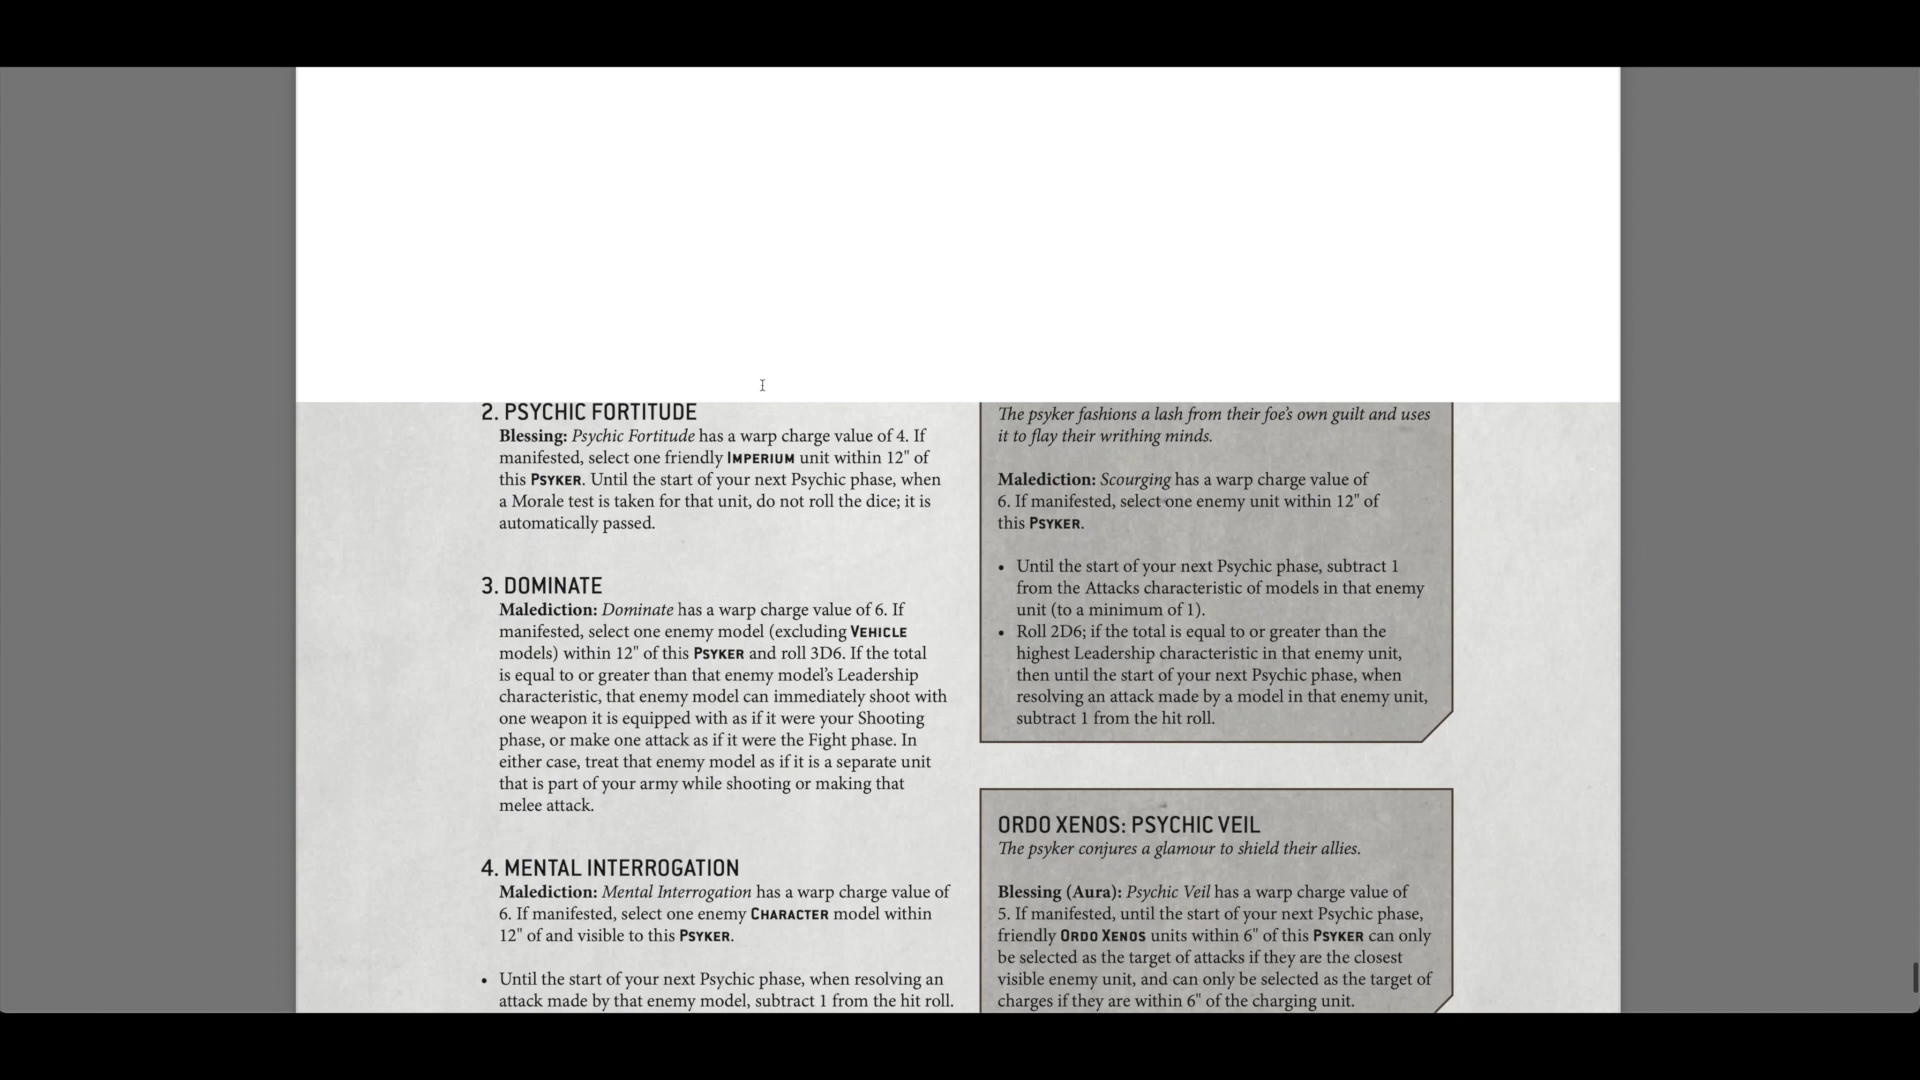 2. PSYCHIC FORTITUDE
Blessing: Psychic Fortitude has a warp charge value of 4. If
manifested, select one friendly IMPERIUM unit within 12" of
this PSYKER. Until the start of your next Psychic phase, when
a Morale test is taken for that unit, do not roll the dice; it is
automatically passed.
3. DOMINATE
Malediction: Dominate has a warp charge value of 6. If
manifested, select one enemy model (excluding VEHICLE
models) within 12" of this PSYKER and roll 3D6. If the total
is equal to or greater than that enemy model's Leadership
characteristic, that enemy model can immediately shoot with
one weapon it is equipped with as if it were your Shooting
phase, or make one attack as if it were the Fight phase. In
either case, treat that enemy model as if it is a separate unit
that is part of your army while shooting or making that
melee attack.
4. MENTAL INTERROGATION
Malediction: Mental Interrogation has a warp charge value of
6. If manifested, select one enemy CHARACTER model within
12" of and visible to this PSYKER.
• Until the start of your next Psychic phase, when resolving an
attack made by that enemy model, subtract 1 from the hit roll.
The psyker fashions a lash from their foe's own guilt and uses
it to flay their writhing minds.
Malediction: Scourging has a warp charge value of
6. If manifested, select one enemy unit within 12" of
this PSYKER.
• Until the start of your next Psychic phase, subtract 1
from the Attacks characteristic of models in that enemy
unit (to a minimum of 1).
• Roll 2D6; if the total is equal to or greater than the
highest Leadership characteristic in that enemy unit,
then until the start of your next Psychic phase, when
resolving an attack made by a model in that enemy unit,
subtract 1 from the hit roll.
ORDO XENOS: PSYCHIC VEIL
The psyker conjures a glamour to shield their allies.
Blessing (Aura): Psychic Veil has a warp charge value of
5. If manifested, until the start of your next Psychic phase,
friendly ORDO XENOS units within 6" of this PSYKER can only
be selected as the target of attacks if they are the closest
visible enemy unit, and can only be selected as the target of
charges if they are within 6" of the charging unit.